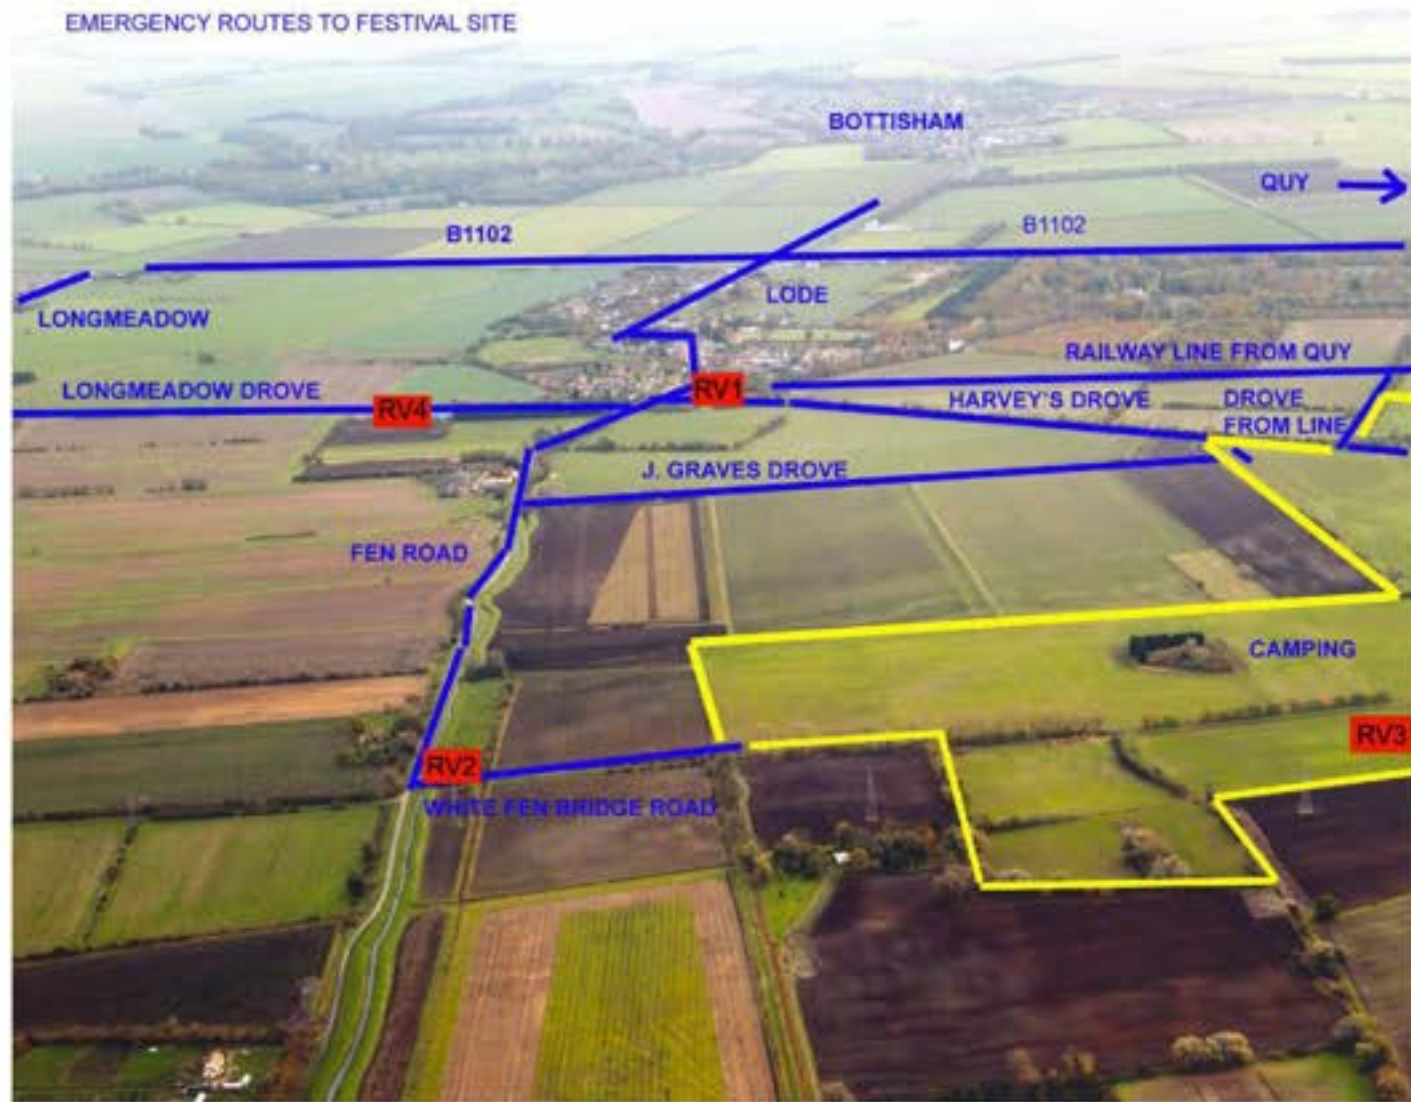 EMERGENCY ROUTES TO FESTIVAL SITE
BOTTISHAM
QUY
B1102
B1102
LODE
LONGMEADOW
RAILWAY LINE FROM QUY
LONGMEADOW DROVE
RV4
RV1
HARVEY'S DROVE
DROVE
FROM LINE
J. GRAVES DROVE
FEN ROAD
CAMPING
RV3
RV2
WHITE FEN BRIDGE ROAD